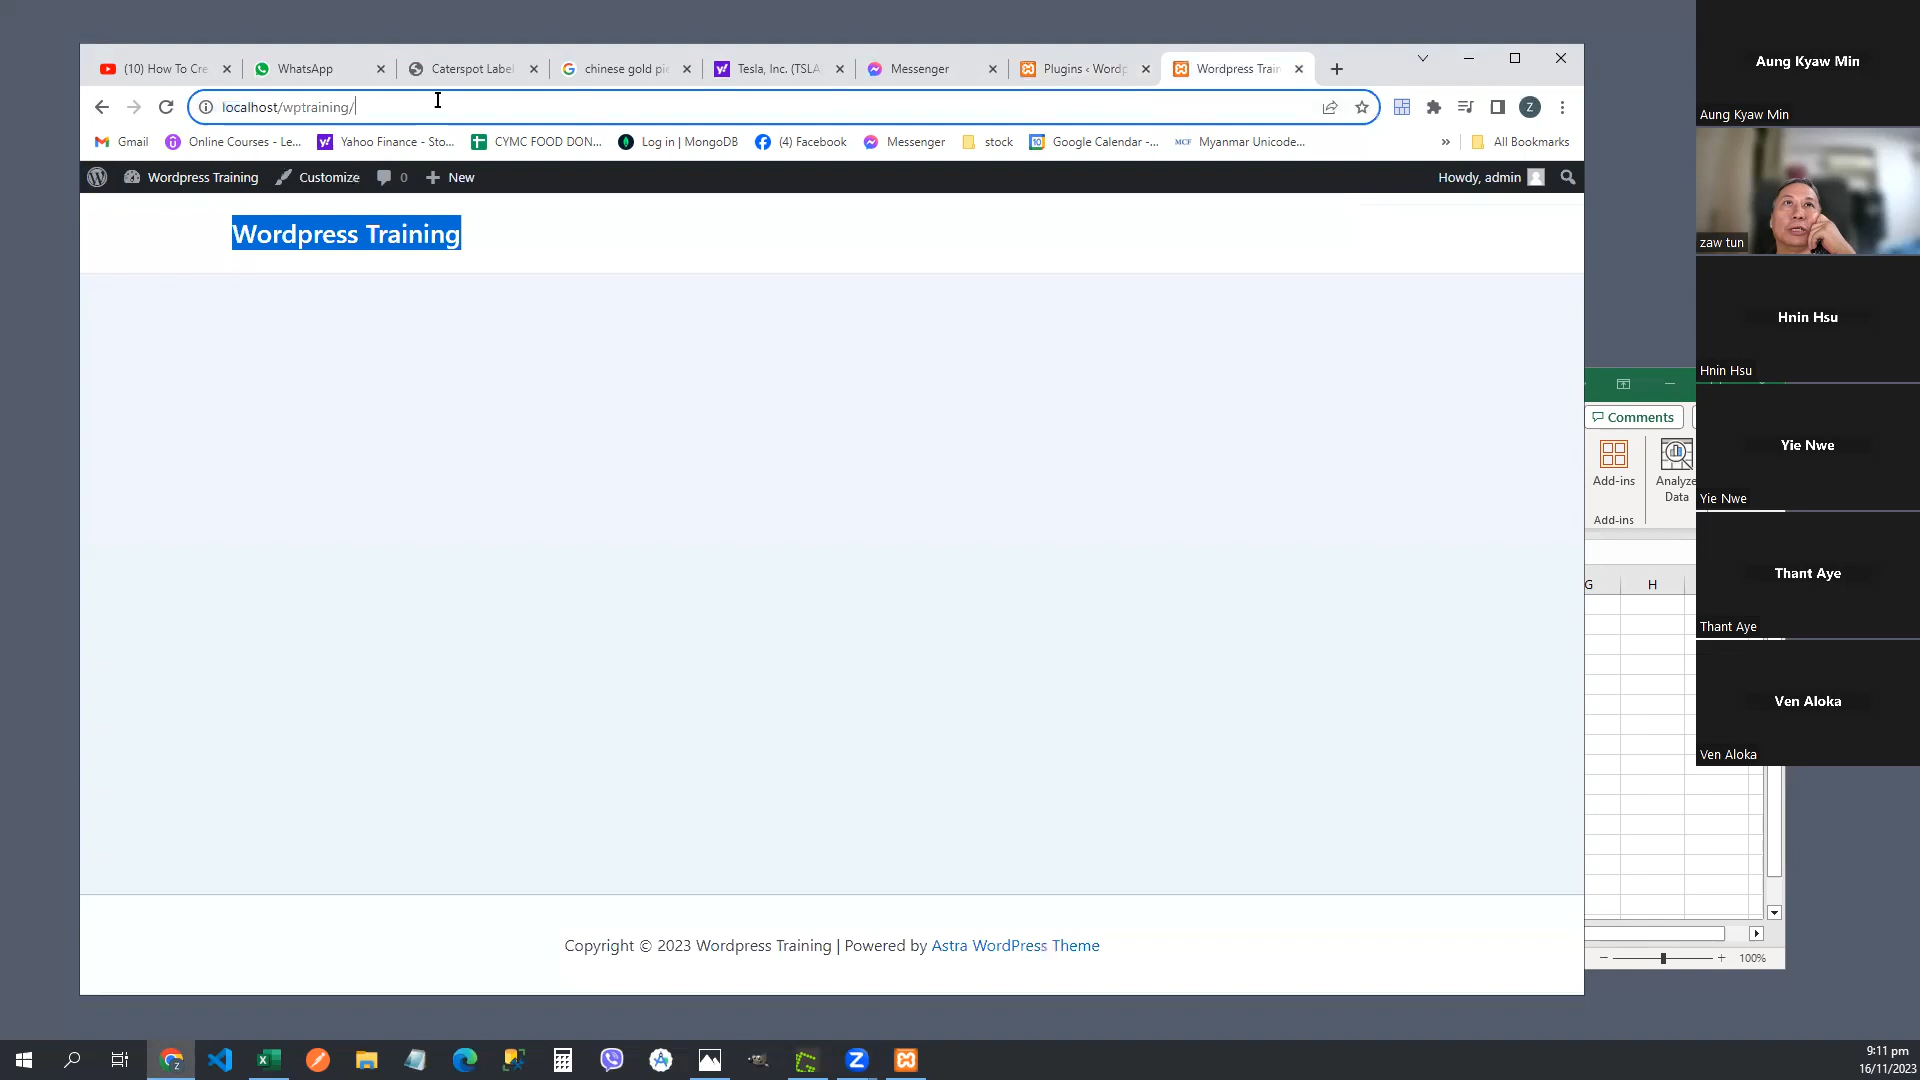 (10) How To Cre
WhatsApp
Caterspot Label
chinese gold pie
Tesla, Inc. (TSLA
Messenger
Plugins ‹ Wordp
Wordpress Train
localhost/wptraining/
Z
Gmail
Online Courses - Le...
Yahoo Finance - Sto...
CYMC FOOD DON...
Log in | MongoDB
(4) Facebook
Messenger
stock
Google Calendar -...
Myanmar Unicode...
»
All Bookmarks
Wordpress Training
Customize
0
New
Howdy, admin
Wordpress Training
Copyright © 2023 Wordpress Training | Powered by Astra WordPress Theme
Comments
Add-ins
Analyze
Data
Add-ins
G
H
100%
Aung Kyaw Min
Aung Kyaw Min
zaw tun
Hnin Hsu
Hnin Hsu
Yie Nwe
Yie Nwe
Thant Aye
Thant Aye
Ven Aloka
Ven Aloka
9:11 pm
16/11/2023